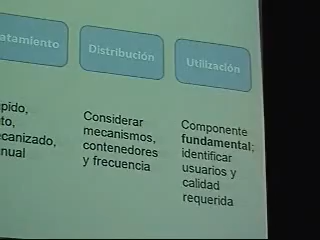 atamiento
Distribución
Utilización
pido,
to,
canizado,
nual
Considerar
mecanismos,
contenedores
y frecuencia
Componente
fundamental;
identificar
usuarios y
calidad
requerida